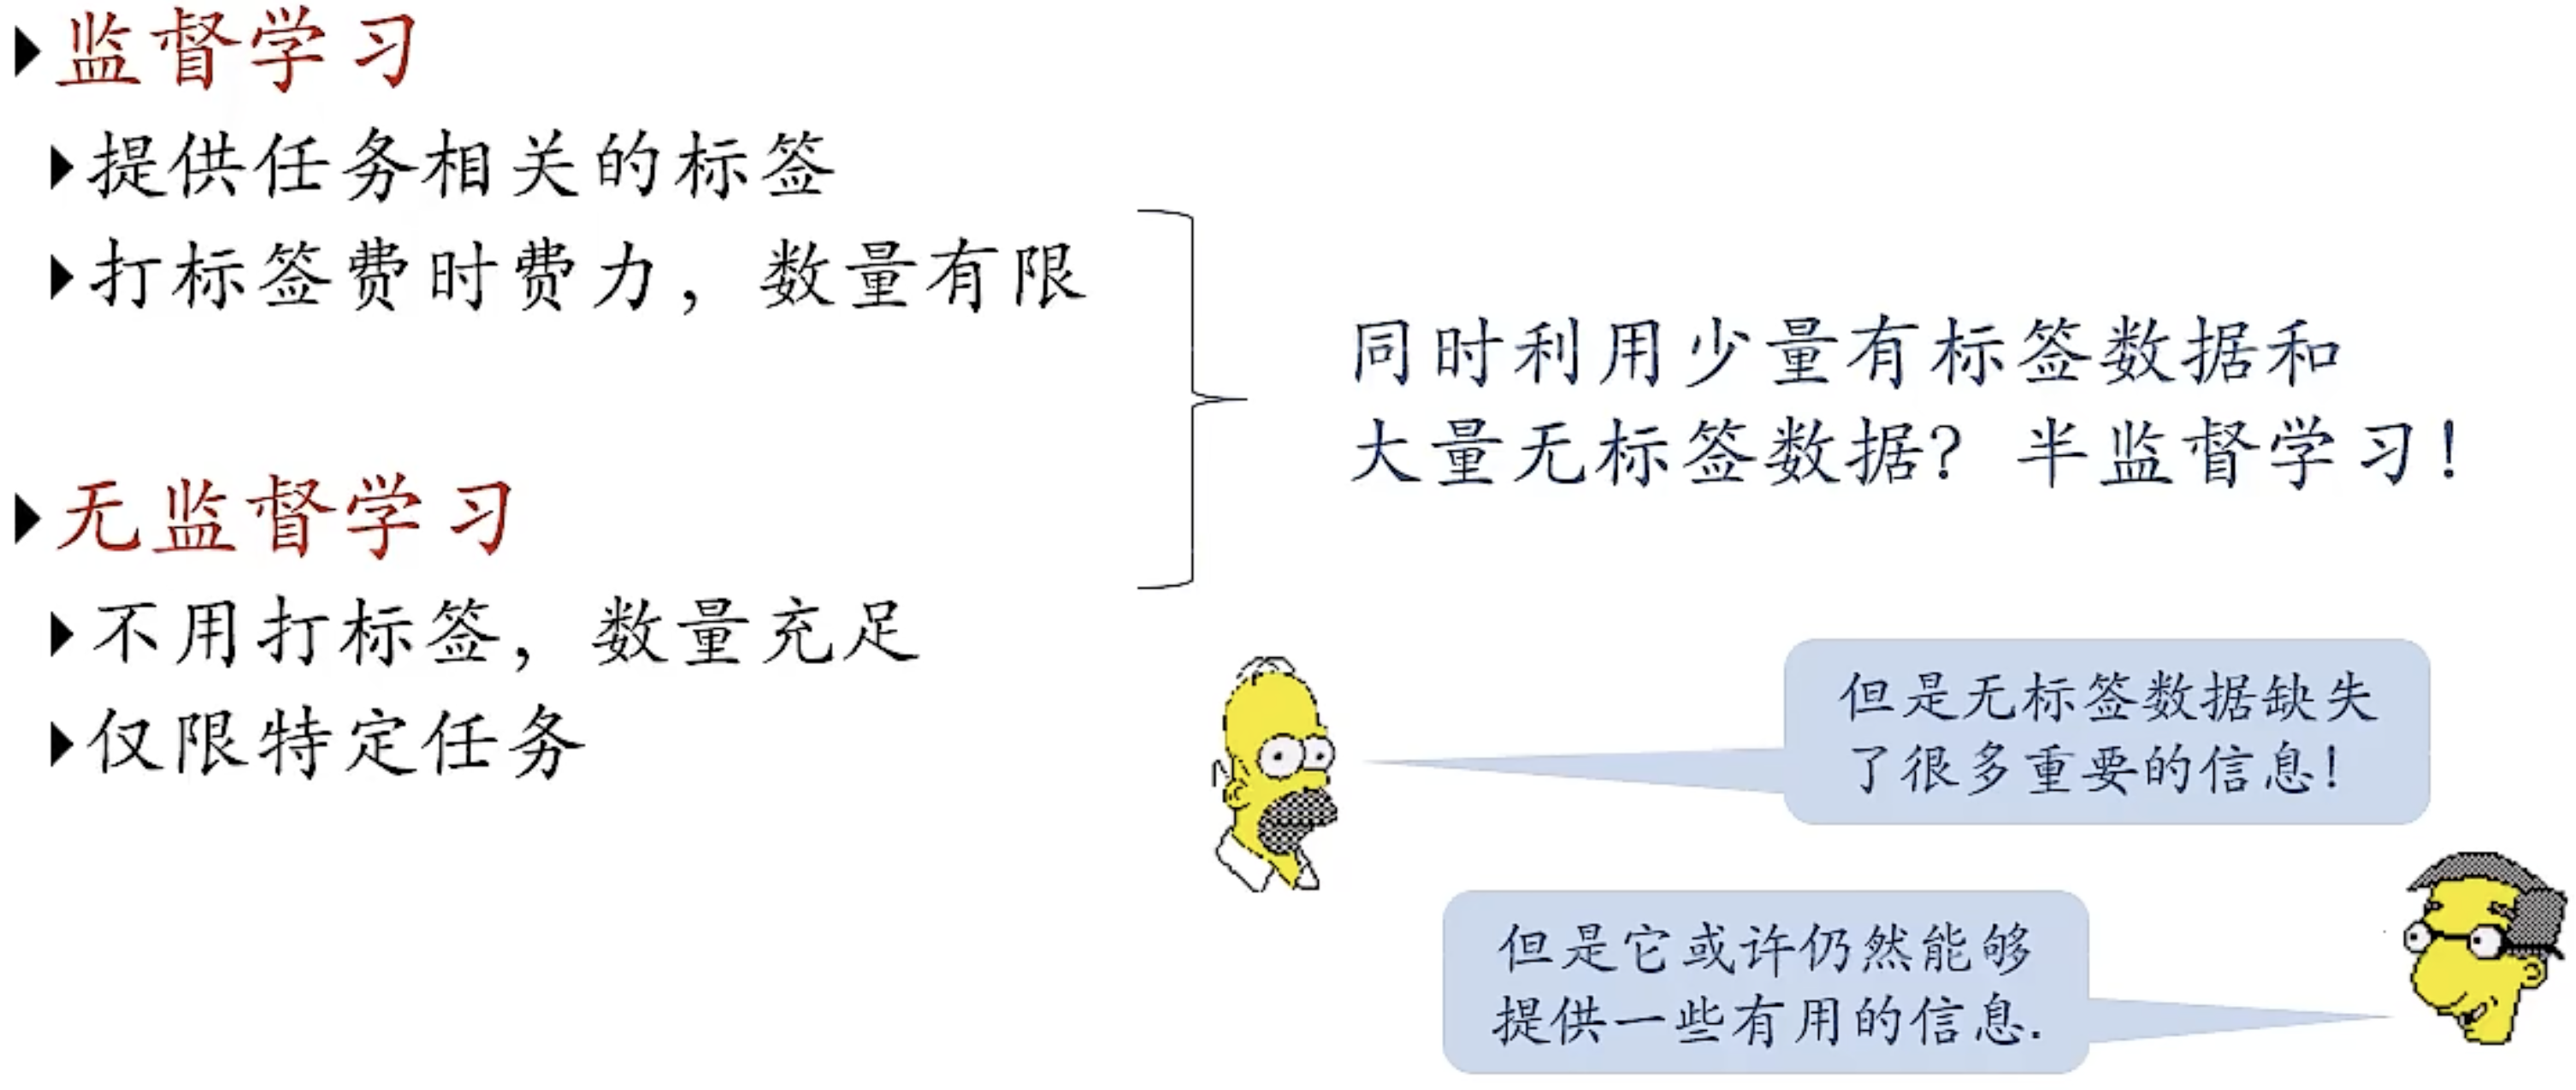 监督学习
提供任务相关的标签
打标签费时费力，数量有限
无监督学习
不用打标签，数量充足
仅限特定任务
同时利用少量有标签数据和
大量无标签数据？半监督学习！
但是无标签数据缺失
了很多重要的信息！
但是它或许仍然能够
提供一些有用的信息.